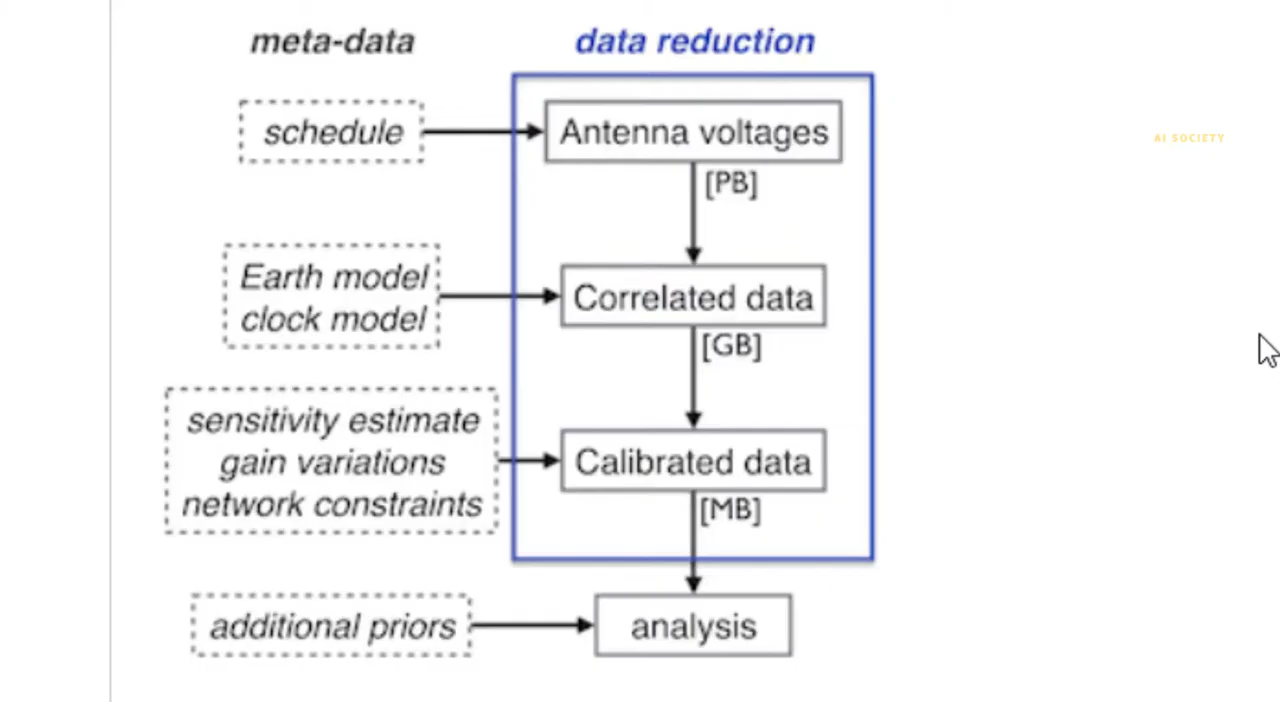 meta-data
data reduction
schedule
Antenna voltages
AI SOCIETY
[PB]
Earth model
clock model
Correlated data
[GB]
sensitivity estimate
gain variations
network constraints
Calibrated data
[MB]
additional priors
analysis